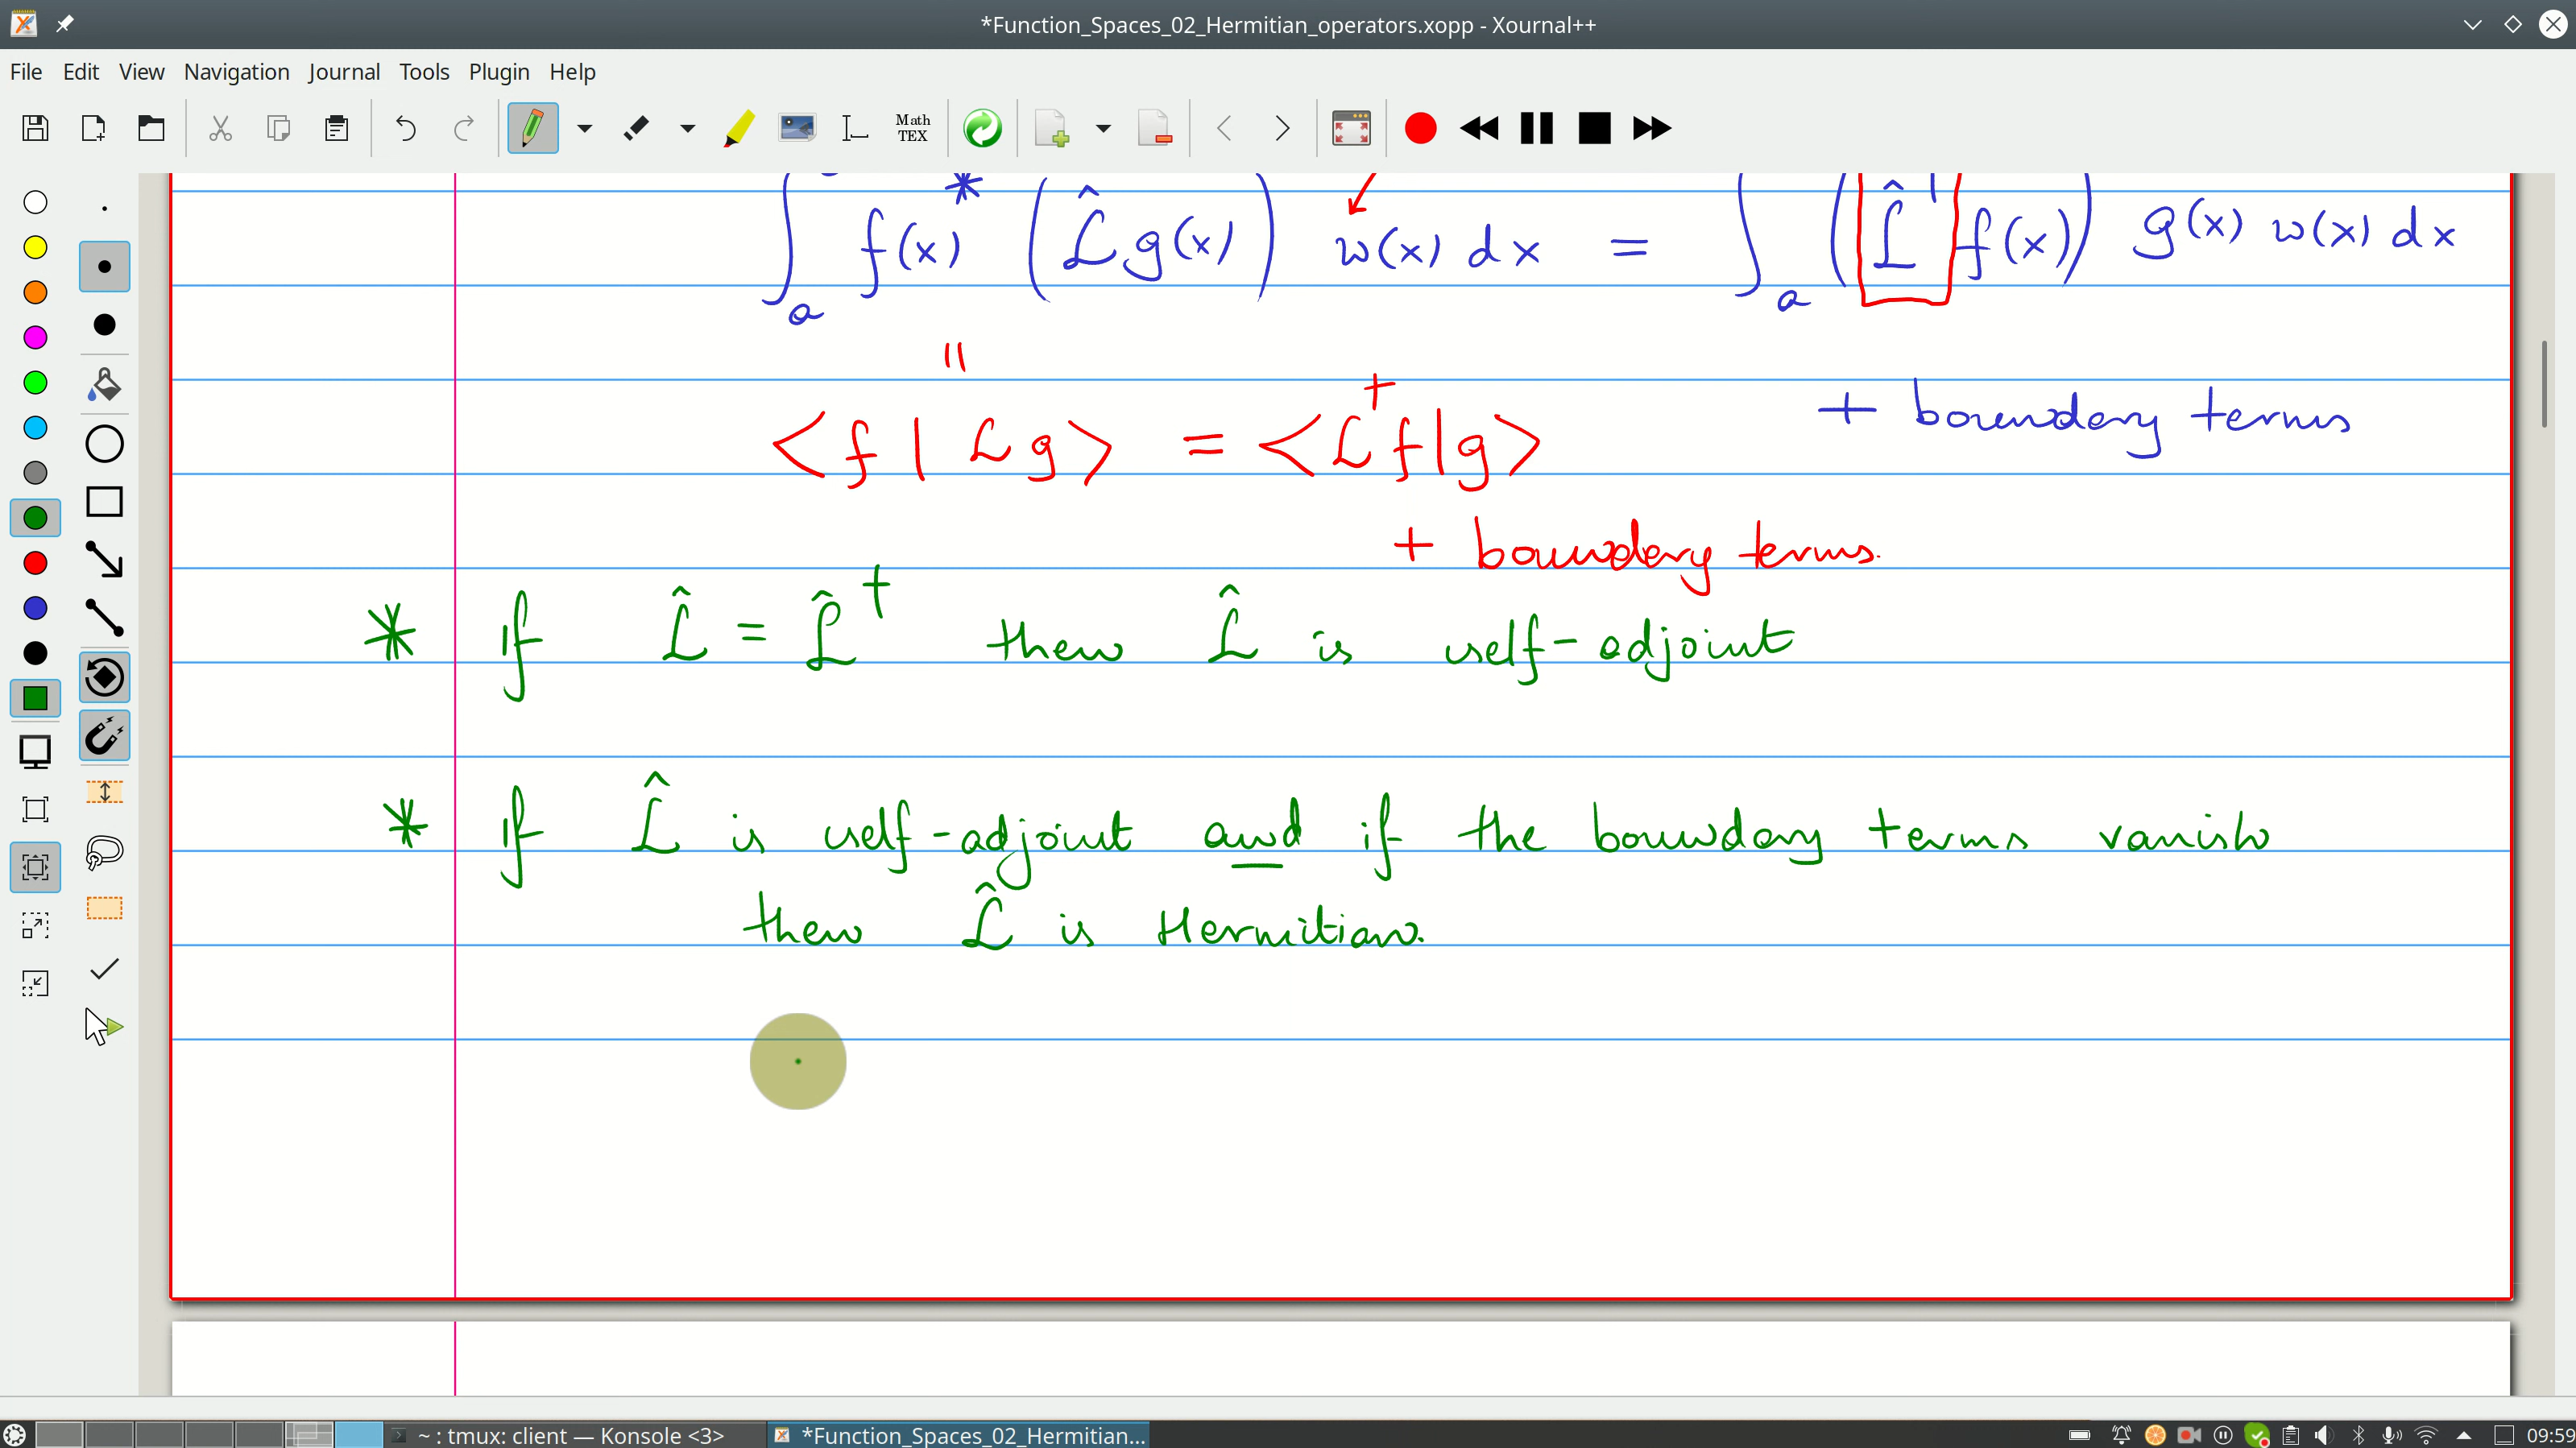 *Function_Spaces_02_Hermitian_operators.xopp - Xournal++
File Edit View Navigation Journal Tools Plugin Help
Math TEX
∫ₐ f(x)* (L̂ g(x)) w(x) dx = ∫ₐ (L̂† f(x)) g(x) w(x) dx
"
+ boundary terms
<f | L g> = <L† f | g>
+ boundary terms.
* if L̂ = L̂† then L̂ is self-adjoint
* if L̂ is self-adjoint and if the boundary terms vanish
then L̂ is Hermitian.
~ : tmux: client — Konsole <3>
*Function_Spaces_02_Hermitian...
09:59